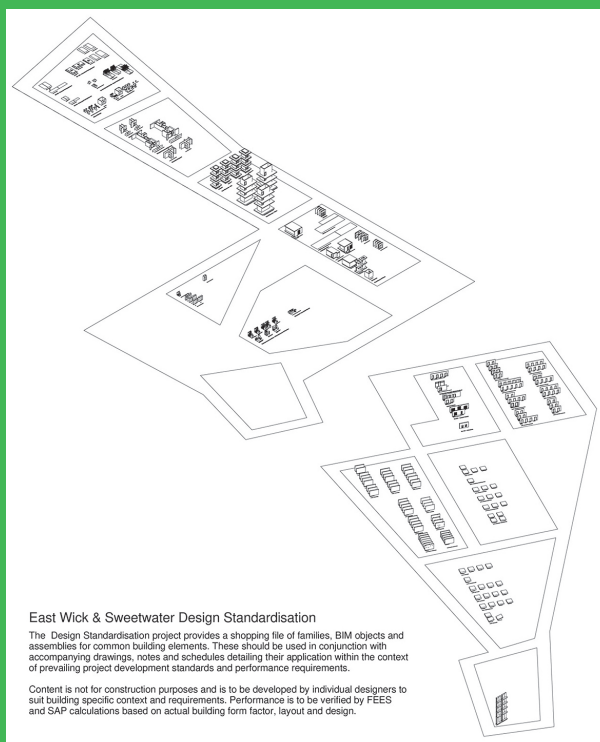 East Wick & Sweetwater Design Standardisation
The Design Standardisation project provides a shopping file of families, BIM objects and
assemblies for common building elements. These should be used in conjunction with
accompanying drawings, notes and schedules detailing their application within the context
of prevailing project development standards and performance requirements.
Content is not for construction purposes and is to be developed by individual designers to
suit building specific context and requirements. Performance is to be verified by FEES
and SAP calculations based on actual building form factor, layout and design.